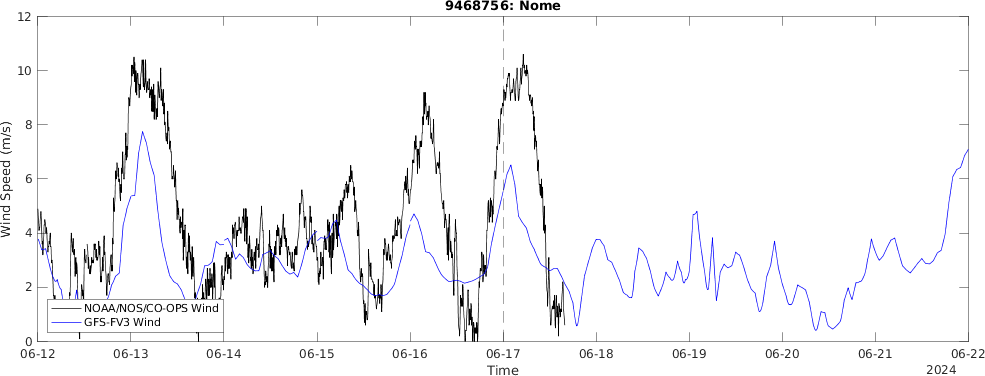 9468756: Nome
12
10
8
6
4
2
0
Wind Speed (m/s)
NOAA/NOS/CO-OPS Wind
GFS-FV3 Wind
06-12 06-13 06-14 06-15 06-16 06-17 06-18 06-19 06-20 06-21 06-22
Time
2024